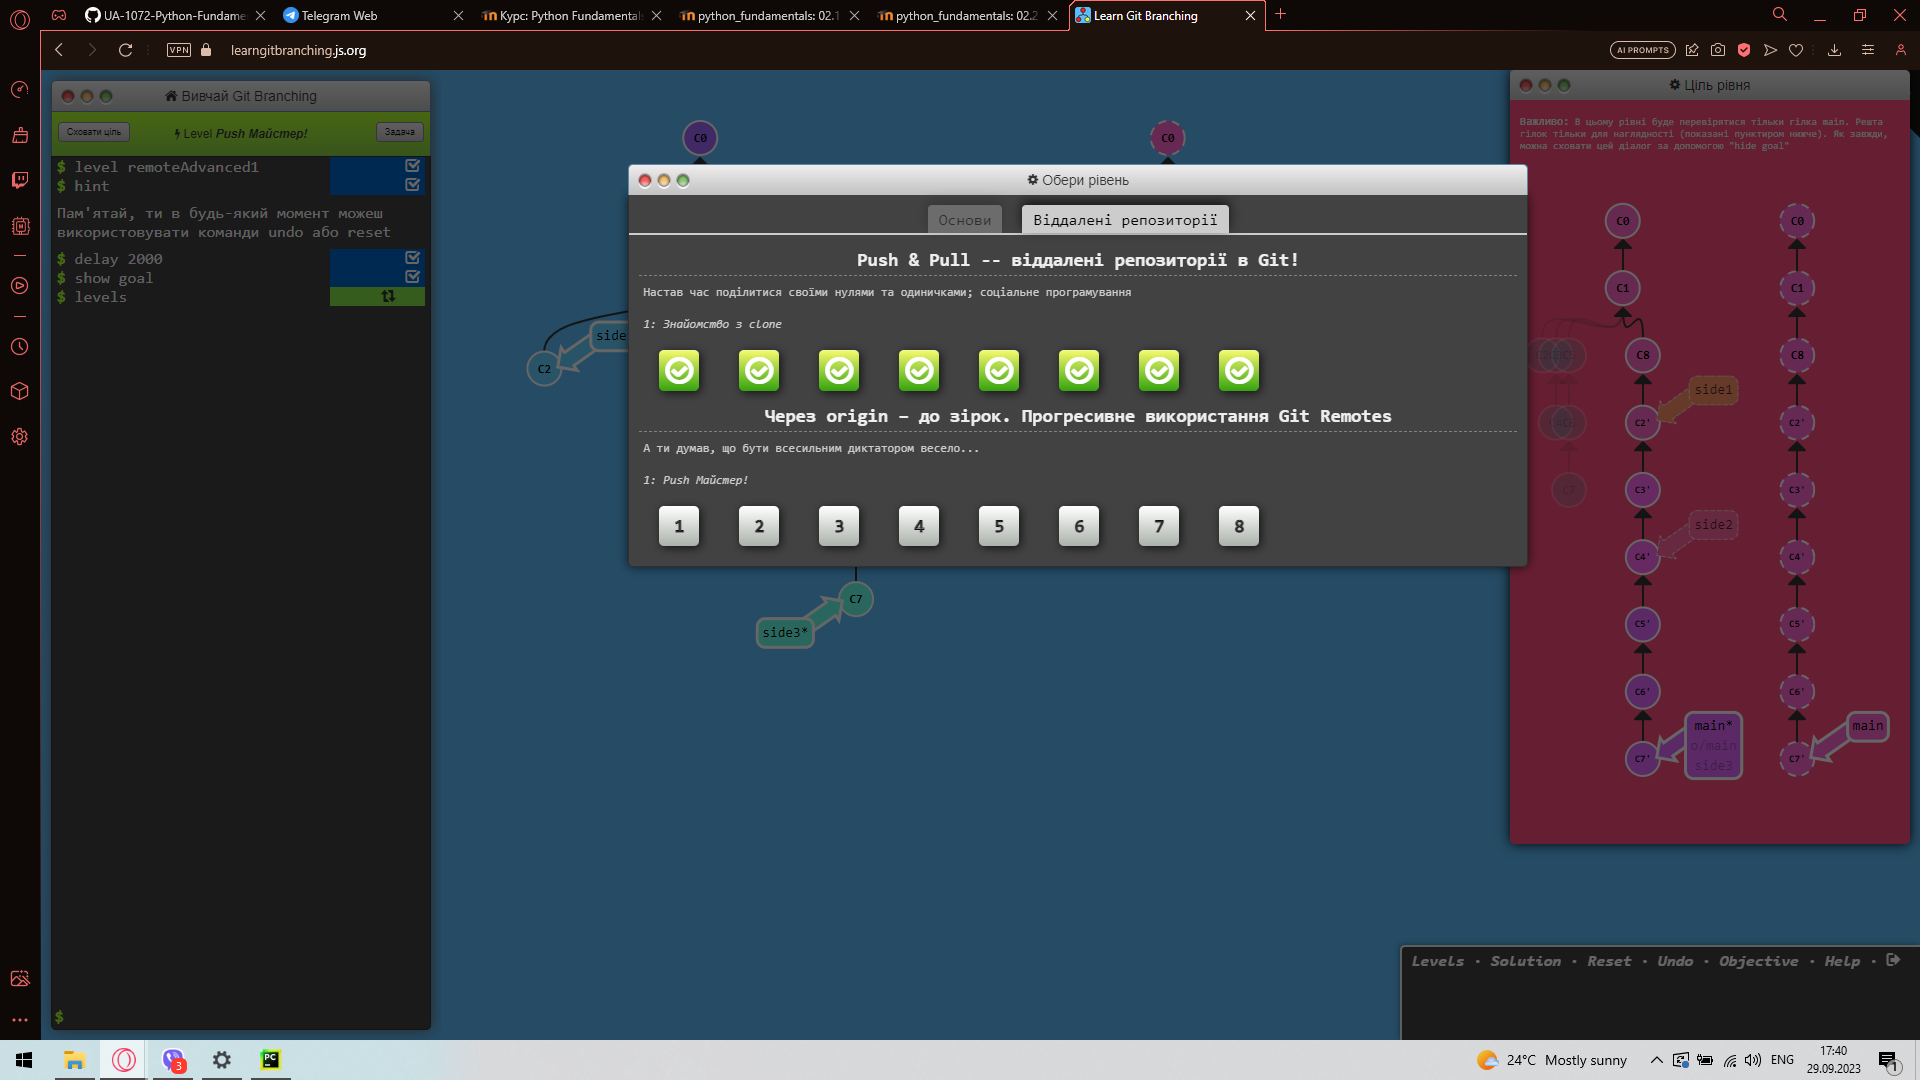 UA-1072-Python-Fundame
Telegram Web
Курс: Python Fundamental
python_fundamentals: 02.1
python_fundamentals: 02.2
Learn Git Branching
VPN
learngitbranching.js.org
AI PROMPTS
Вивчай Git Branching
Сховати ціль
Level Push Майстер!
Задача
$ level remoteAdvanced1
$ hint
Пам'ятай, ти в будь-який момент можеш
використовувати команди undo або reset
$ delay 2000
$ show goal
$ levels
$
C0
C0
side
C2
C7
side3*
Обери рівень
Основи
Віддалені репозиторії
Push & Pull -- віддалені репозиторії в Git!
Настав час поділитися своїми нулями та одиничками; соціальне програмування
1: Знайомство з clone
Через origin – до зірок. Прогресивне використання Git Remotes
А ти думав, що бути всесильним диктатором весело...
1: Push Майстер!
1 2 3 4 5 6 7 8
Ціль рівня
Важливо: В цьому рівні буде перевірятися тільки гілка main. Решта
гілок тільки для наглядності (показані пунктиром нижче). Як завжди,
можна сховати цей діалог за допомогою "hide goal"
C0 C0
C1 C1
C8 C8
side1
C2' C2'
C3' C3'
C7
side2
C4' C4'
C5' C5'
C6' C6'
main* main
o/main
side3
C7' C7'
Levels · Solution · Reset · Undo · Objective · Help ·
PC
3
24°C Mostly sunny
ENG
17:40
29.09.2023
1